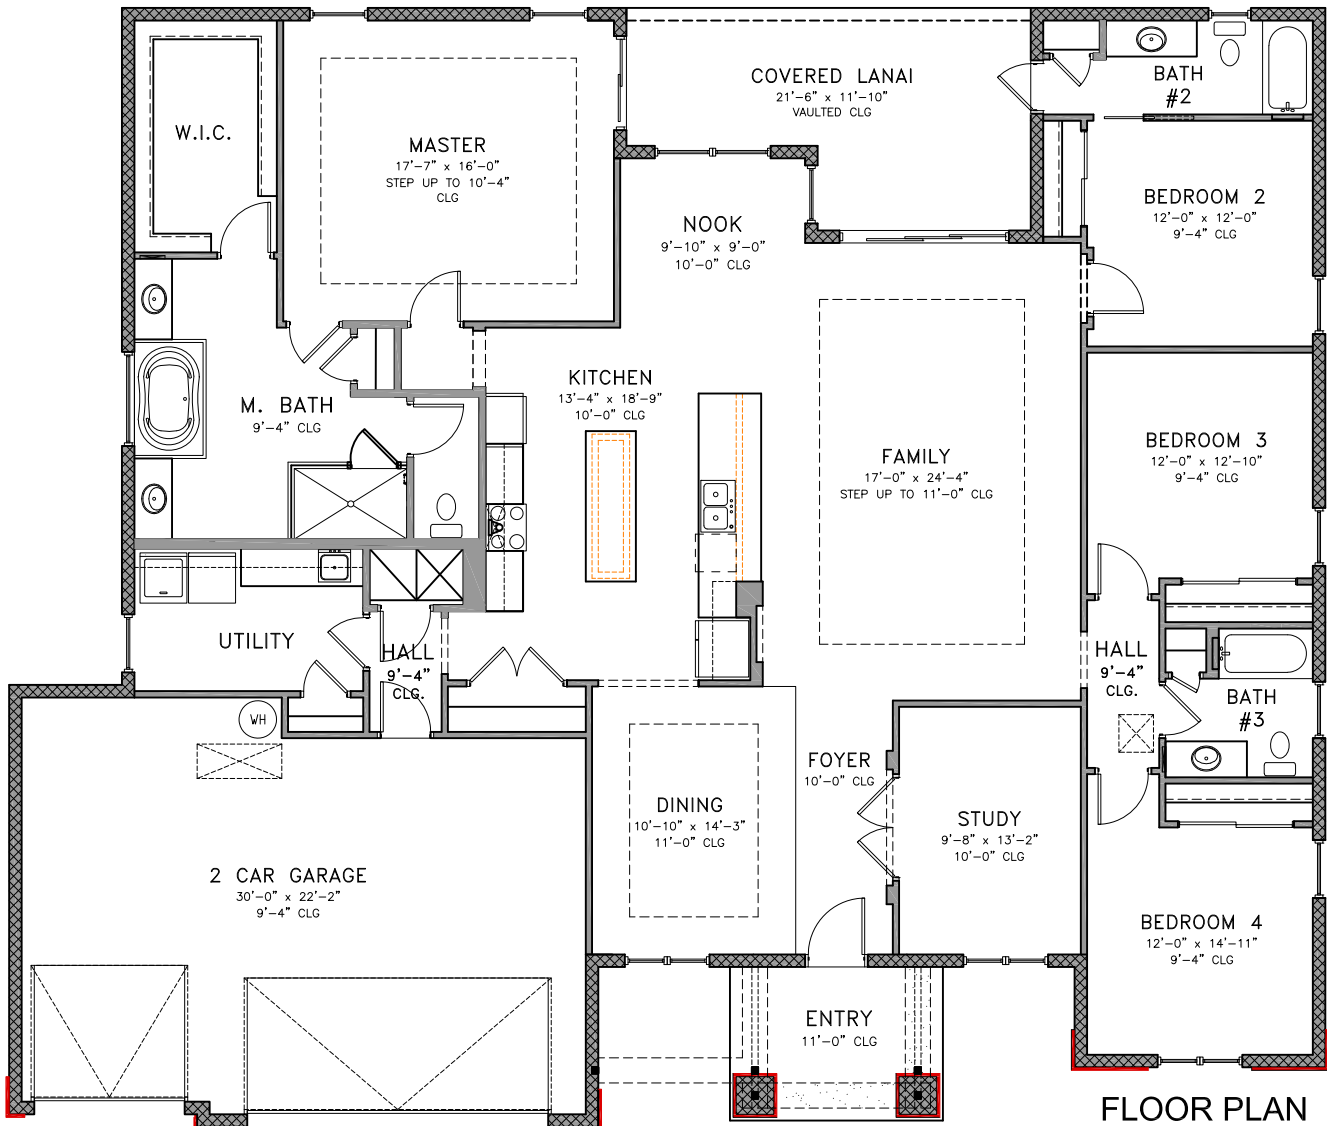 COVERED LANAI
21'-6" x 11'-10"
VAULTED CLG
BATH
#2
W.I.C.
MASTER
17'-7" x 16'-0"
STEP UP TO 10'-4"
CLG
NOOK
9'-10" x 9'-0"
10'-0" CLG
BEDROOM 2
12'-0" x 12'-0"
9'-4" CLG
KITCHEN
13'-4" x 18'-9"
10'-0" CLG
M. BATH
9'-4" CLG
FAMILY
17'-0" x 24'-4"
STEP UP TO 11'-0" CLG
BEDROOM 3
12'-0" x 12'-10"
9'-4" CLG
UTILITY
HALL
9'-4"
CLG.
HALL
9'-4"
CLG.
BATH
#3
WH
FOYER
10'-0" CLG
DINING
10'-10" x 14'-3"
11'-0" CLG
STUDY
9'-8" x 13'-2"
10'-0" CLG
2 CAR GARAGE
30'-0" x 22'-2"
9'-4" CLG
BEDROOM 4
12'-0" x 14'-11"
9'-4" CLG
ENTRY
11'-0" CLG
FLOOR PLAN